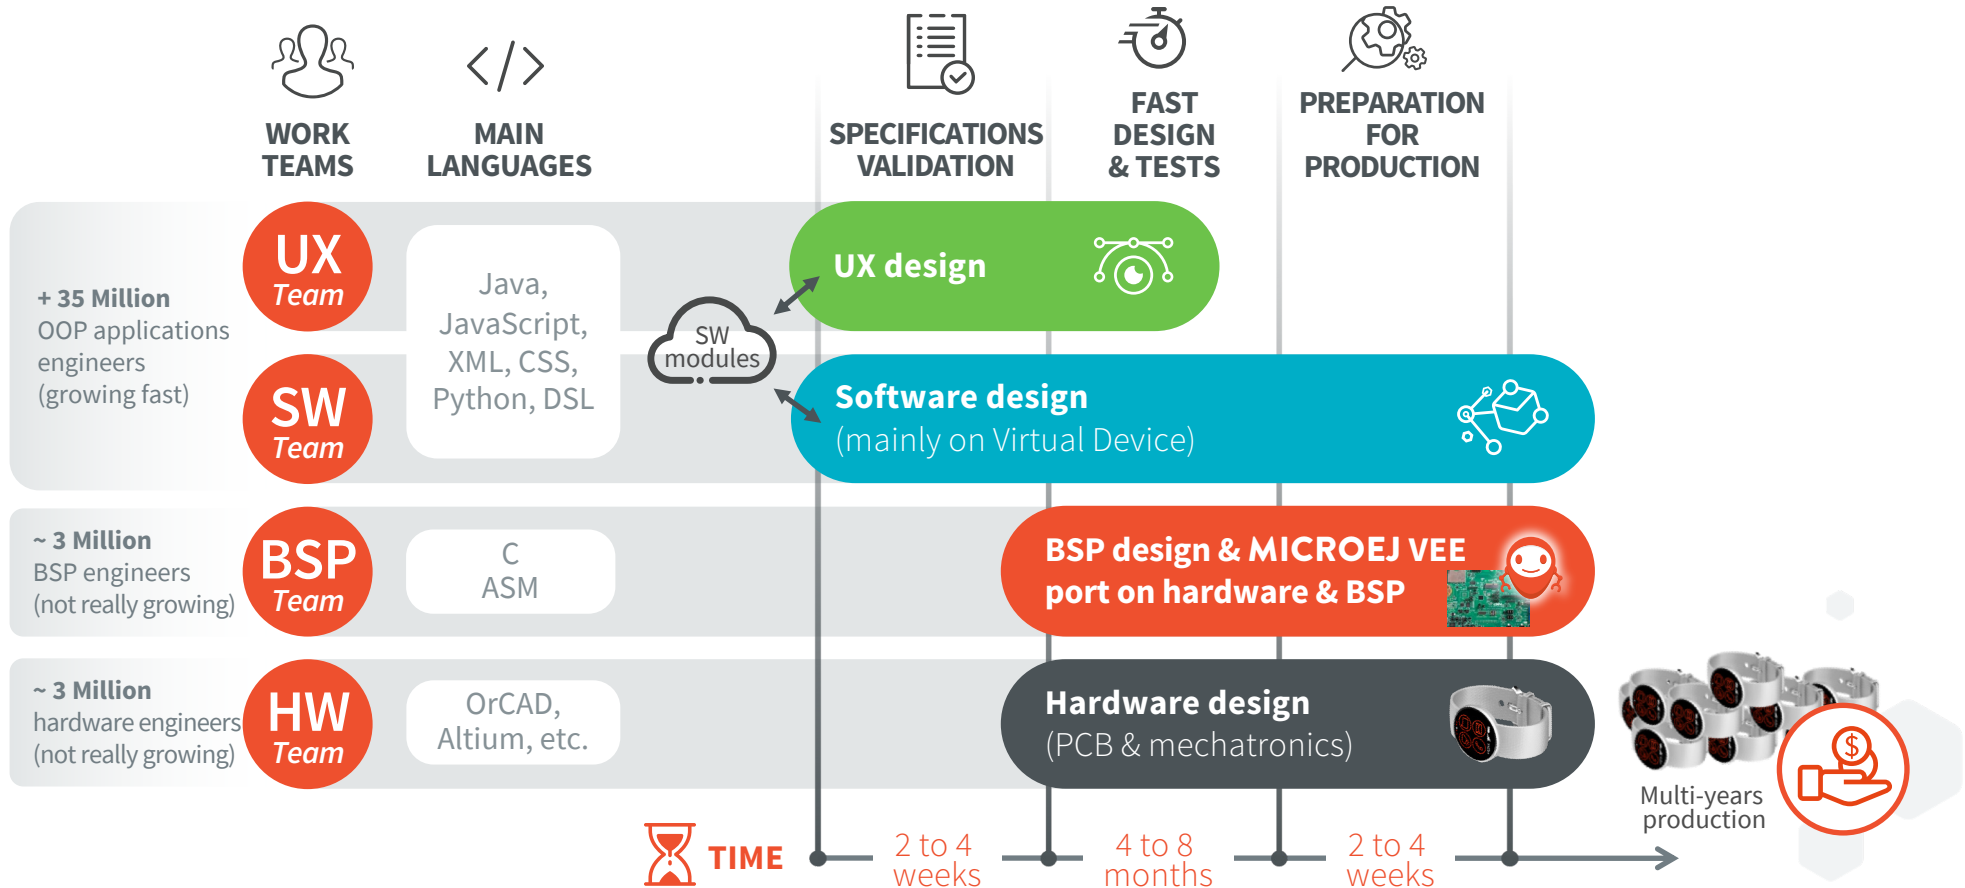 WORK
TEAMS
MAIN
LANGUAGES
SPECIFICATIONS
VALIDATION
FAST
DESIGN
& TESTS
PREPARATION
FOR
PRODUCTION
+ 35 Million
OOP applications
engineers
(growing fast)
UX
Team
SW
Team
Java,
JavaScript,
XML, CSS,
Python, DSL
SW
modules
UX design
Software design
(mainly on Virtual Device)
~ 3 Million
BSP engineers
(not really growing)
BSP
Team
C
ASM
BSP design & MICROEJ VEE
port on hardware & BSP
~ 3 Million
hardware engineers
(not really growing)
HW
Team
OrCAD,
Altium, etc.
Hardware design
(PCB & mechatronics)
$
Multi-years
production
TIME
2 to 4
weeks
4 to 8
months
2 to 4
weeks